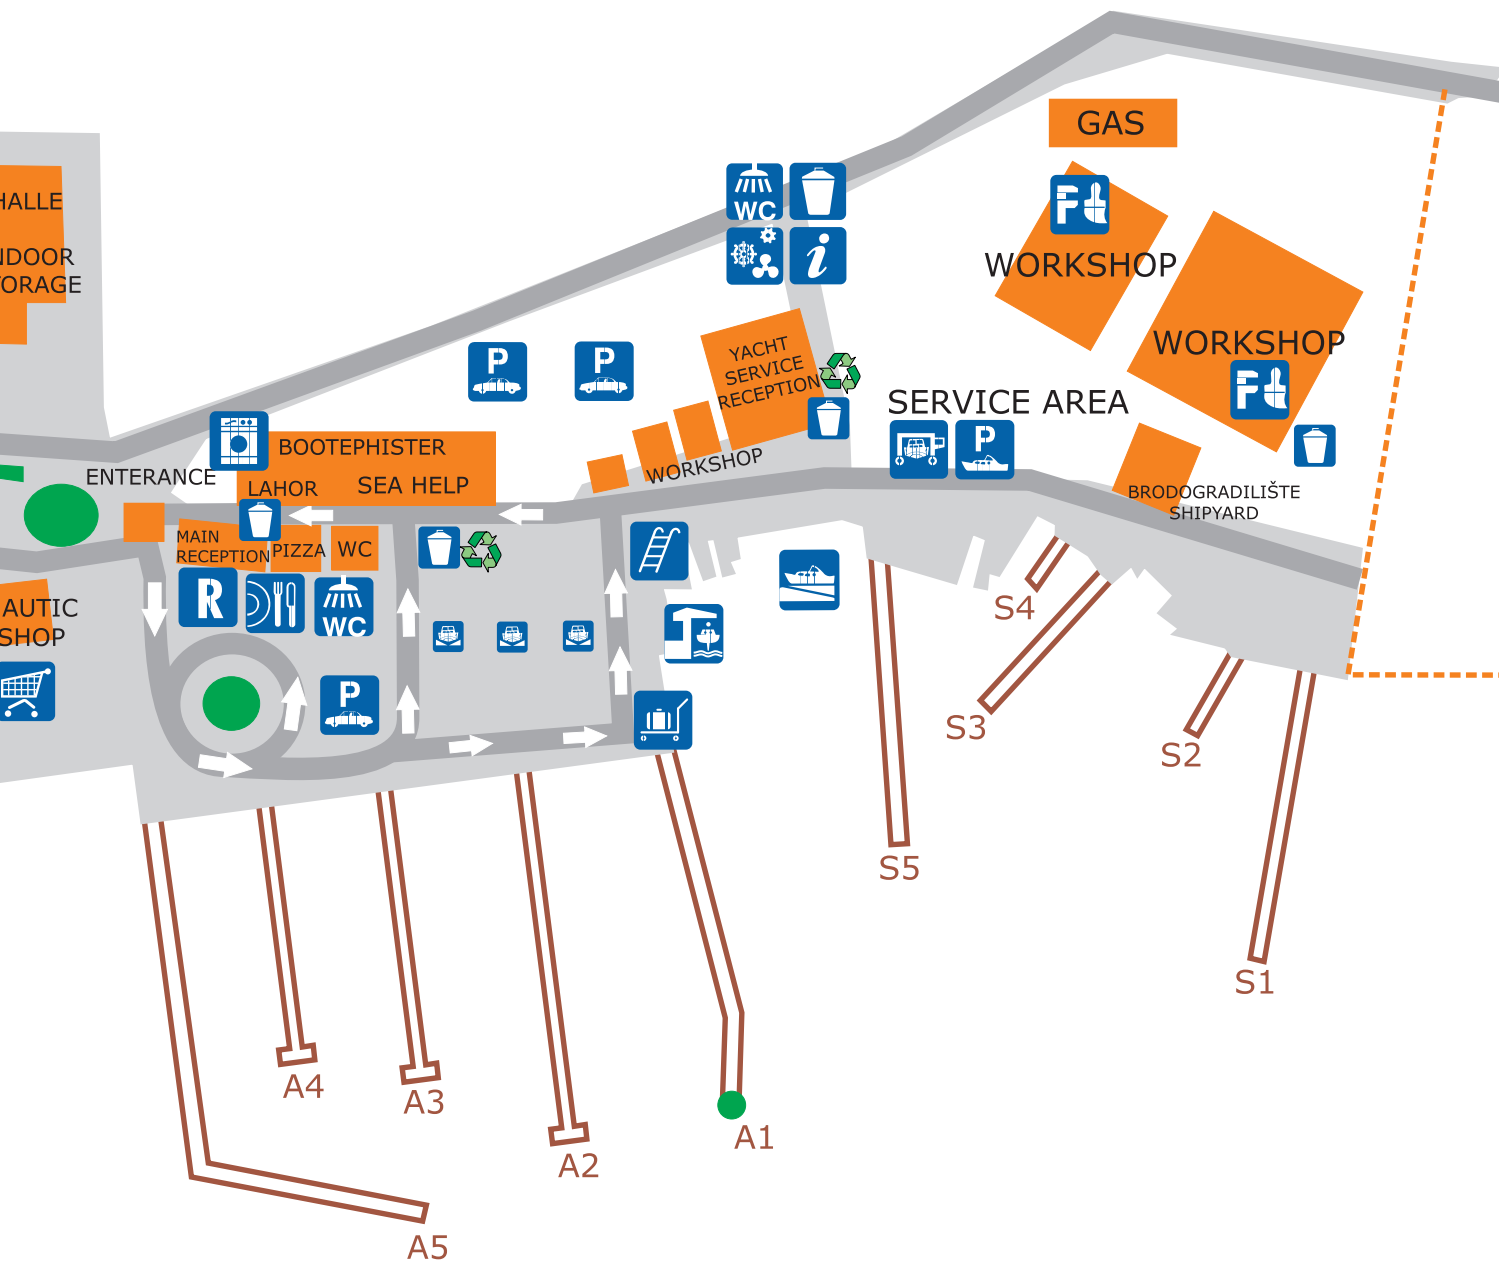 GAS
HALLE
NDOOR
TORAGE
WC
i
WORKSHOP
WORKSHOP
YACHT
SERVICE
RECEPTION
P
P
SERVICE AREA
P
BOOTEPHISTER
LAHOR
SEA HELP
WORKSHOP
ENTERANCE
BRODOGRADILIŠTE
SHIPYARD
MAIN
RECEPTION
PIZZA
WC
R
WC
AUTIC
SHOP
P
S4
S3
S2
S5
S1
A4
A3
A2
A1
A5